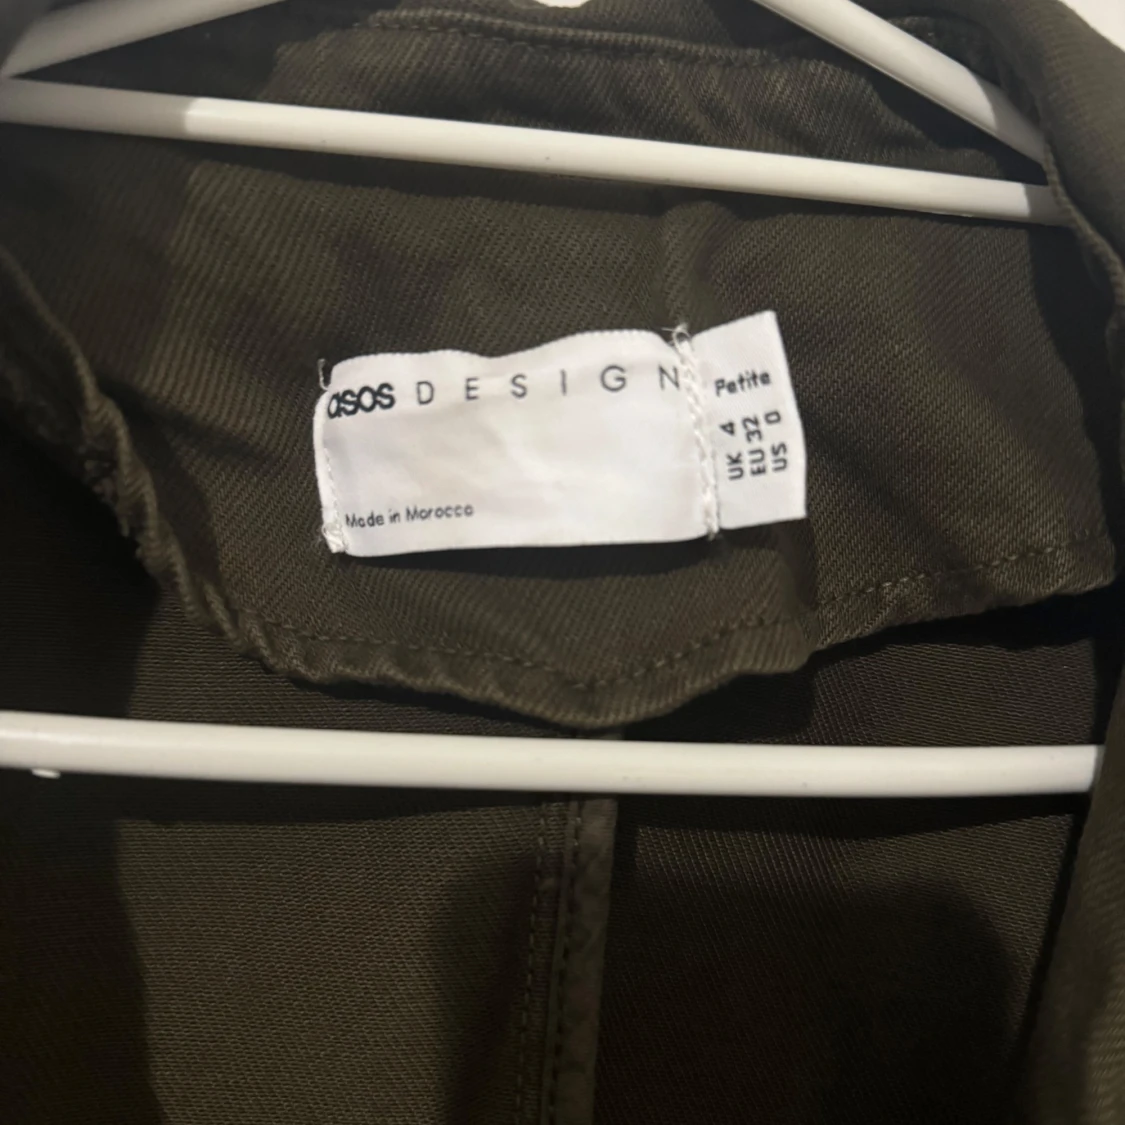 asos DESIGN
Made in Morocco
Petite
UK 4
EU 32
US 0